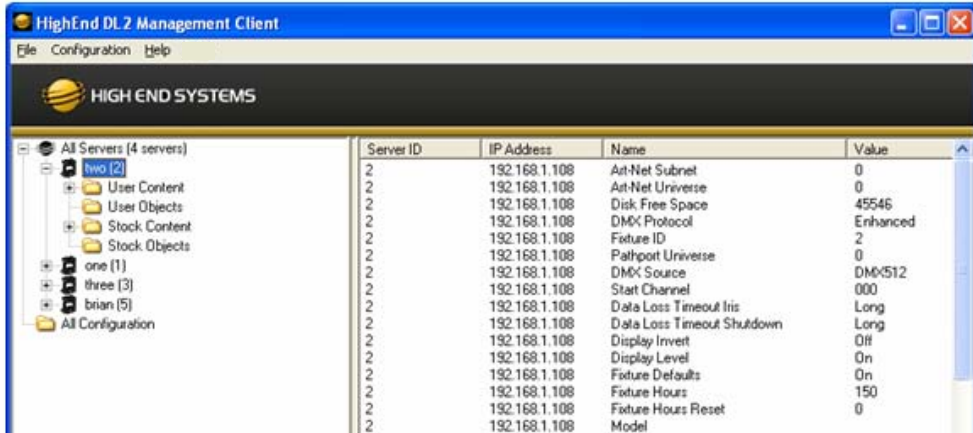 HighEnd DL2 Management Client
File Configuration Help
HIGH END SYSTEMS
All Servers (4 servers)
two (2)
User Content
User Objects
Stock Content
Stock Objects
one (1)
three (3)
brian (5)
All Configuration
Server ID IP Address Name Value
2 192.168.1.108 Art-Net Subnet 0
2 192.168.1.108 Art-Net Universe 0
2 192.168.1.108 Disk Free Space 45546
2 192.168.1.108 DMX Protocol Enhanced
2 192.168.1.108 Fixture ID 2
2 192.168.1.108 Pathport Universe 0
2 192.168.1.108 DMX Source DMX512
2 192.168.1.108 Start Channel 000
2 192.168.1.108 Data Loss Timeout Iris Long
2 192.168.1.108 Data Loss Timeout Shutdown Long
2 192.168.1.108 Display Invert Off
2 192.168.1.108 Display Level On
2 192.168.1.108 Fixture Defaults On
2 192.168.1.108 Fixture Hours 150
2 192.168.1.108 Fixture Hours Reset 0
2 192.168.1.108 Model